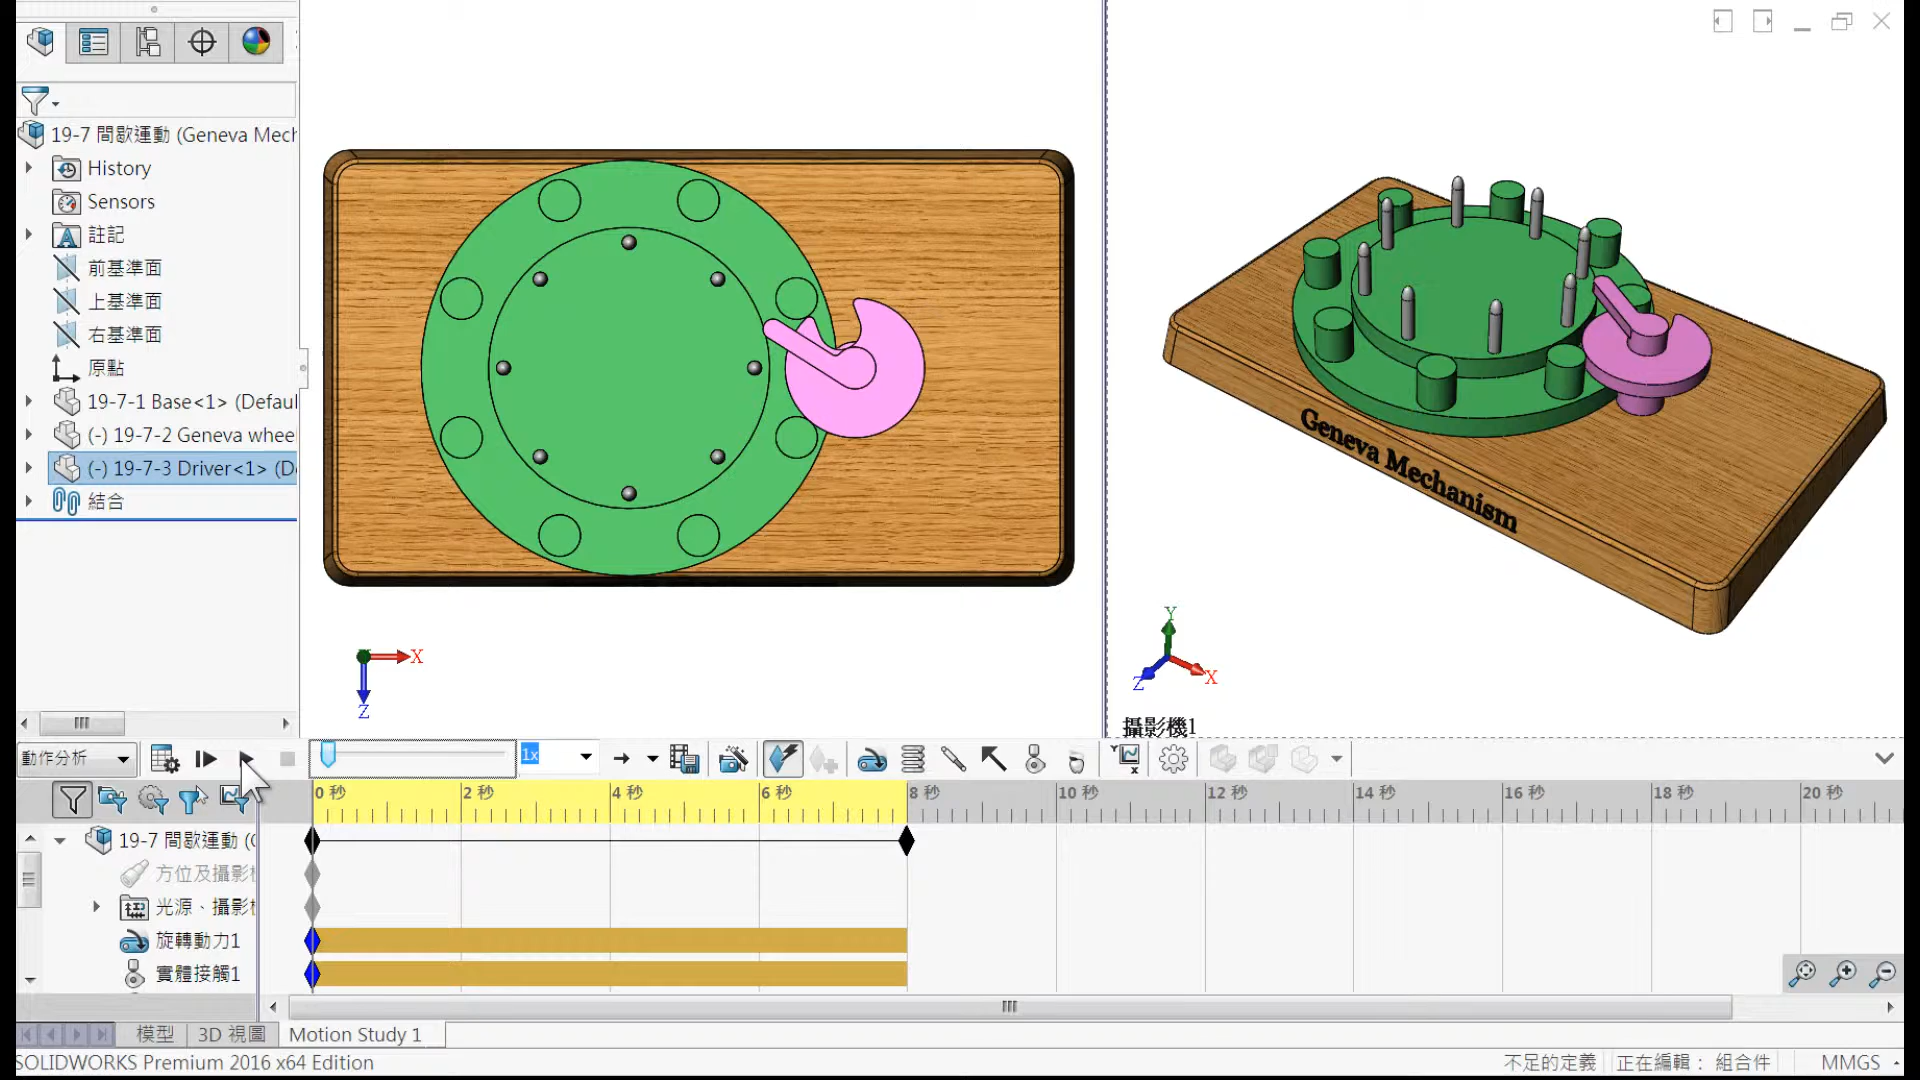 19-7 間歇運動 (Geneva Mech
History
Sensors
註記
前基準面
上基準面
右基準面
原點
19-7-1 Base<1> (Defaul
(-) 19-7-2 Geneva whee
(-) 19-7-3 Driver<1> (D
結合
X
Z
Geneva Mechanism
Y
X
Z
攝影機1
動作分析
1x
0 秒
2 秒
4 秒
6 秒
8 秒
10 秒
12 秒
14 秒
16 秒
18 秒
20 秒
19-7 間歇運動 (
方位及攝影
光源、攝影
旋轉動力1
實體接觸1
模型
3D 視圖
Motion Study 1
SOLIDWORKS Premium 2016 x64 Edition
不足的定義
正在編輯： 組合件
MMGS